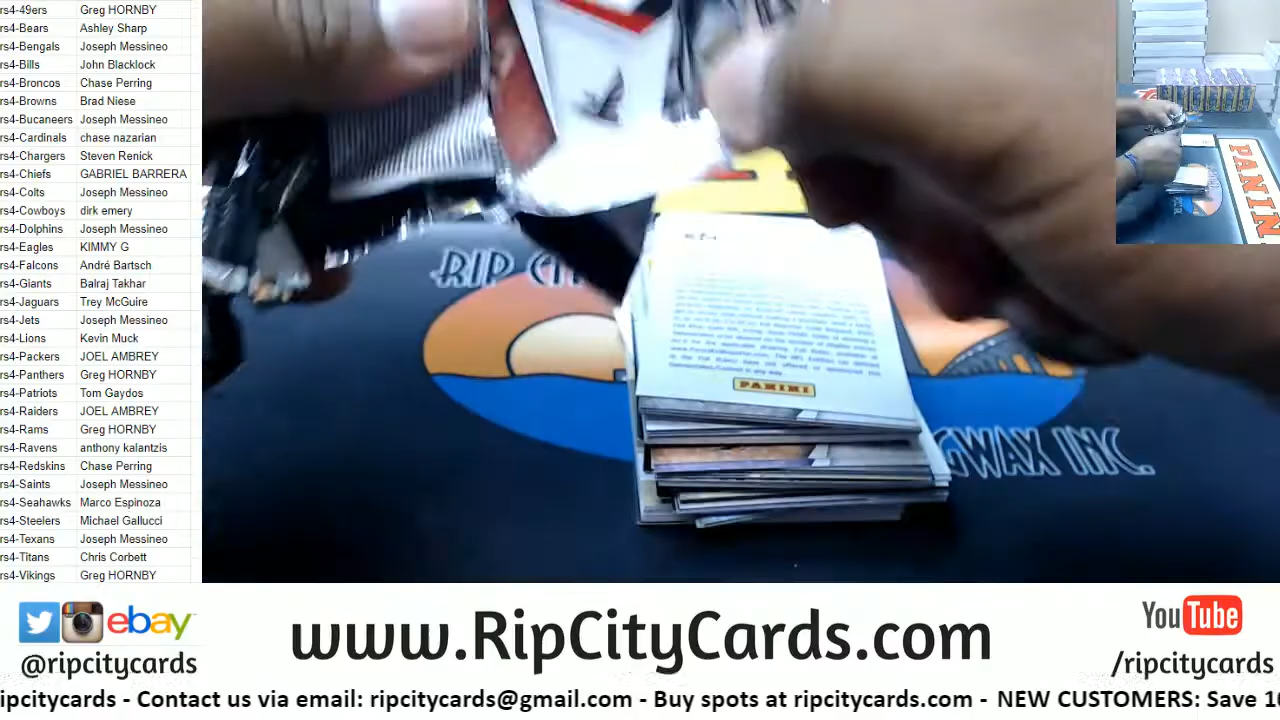 rs4-49ers Greg HORNBY
rs4-Bears Ashley Sharp
rs4-Bengals Joseph Messineo
rs4-Bills John Blacklock
rs4-Broncos Chase Perring
rs4-Browns Brad Niese
rs4-Bucaneers Joseph Messineo
rs4-Cardinals chase nazarian
rs4-Chargers Steven Renick
rs4-Chiefs GABRIEL BARRERA
rs4-Colts Joseph Messineo
rs4-Cowboys dirk emery
rs4-Dolphins Joseph Messineo
rs4-Eagles KIMMY G
rs4-Falcons André Bartsch
rs4-Giants Balraj Takhar
rs4-Jaguars Trey McGuire
rs4-Jets Joseph Messineo
rs4-Lions Kevin Muck
rs4-Packers JOEL AMBREY
Greg HORNBY
rs4-Patriots Tom Gaydos
rs4-Raiders JOEL AMBREY
rs4-Rams Greg HORNBY
rs4-Ravens anthony kalantzis
rs4-Redskins Chase Perring
rs4-Saints Joseph Messineo
rs4-Seahawks Marco Espinoza
rs4-Steelers Michael Gallucci
rs4-Texans Joseph Messineo
rs4-Titans Chris Corbett
rs4-Vikings Greg HORNBY
RIP CI
PANINI
GWAX INC.
PANIN
ebay
@ripcitycards
www.RipCityCards.com
YouTube
/ripcitycards
ipcitycards - Contact us via email: ripcitycards@gmail.com - Buy spots at ripcitycards.com - NEW CUSTOMERS: Save 10